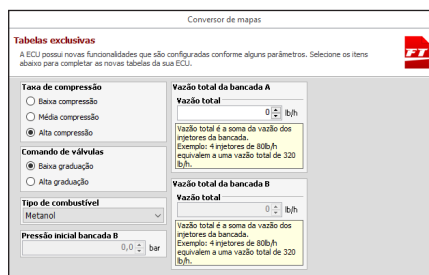 Conversor de mapas
Tabelas exclusivas
A ECU possui novas funcionalidades que são configuradas conforme alguns parâmetros. Selecione os itens
abaixo para completar as novas tabelas da sua ECU.
FT
Taxa de compressão
Baixa compressão
Média compressão
Alta compressão
Comando de válvulas
Baixa graduação
Alta graduação
Tipo de combustível
Metanol
Pressão inicial bancada B
0,0 bar
Vazão total da bancada A
Vazão total
0 lb/h
Vazão total é a soma da vazão dos
injetores da bancada.
Exemplo: 4 injetores de 80lb/h
equivalem a uma vazão total de 320
lb/h.
Vazão total da bancada B
Vazão total
0 lb/h
Vazão total é a soma da vazão dos
injetores da bancada.
Exemplo: 4 injetores de 80lb/h
equivalem a uma vazão total de 320
lb/h.